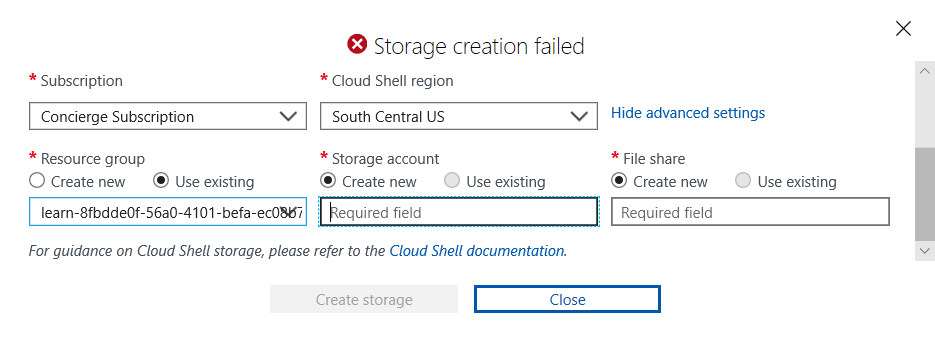 Storage creation failed
* Subscription
* Cloud Shell region
Concierge Subscription
South Central US
Hide advanced settings
* Resource group
* Storage account
* File share
Create new Use existing
Create new Use existing
Create new Use existing
learn-8fbdde0f-56a0-4101-befa-ec08b7
Required field
Required field
For guidance on Cloud Shell storage, please refer to the Cloud Shell documentation.
Create storage
Close